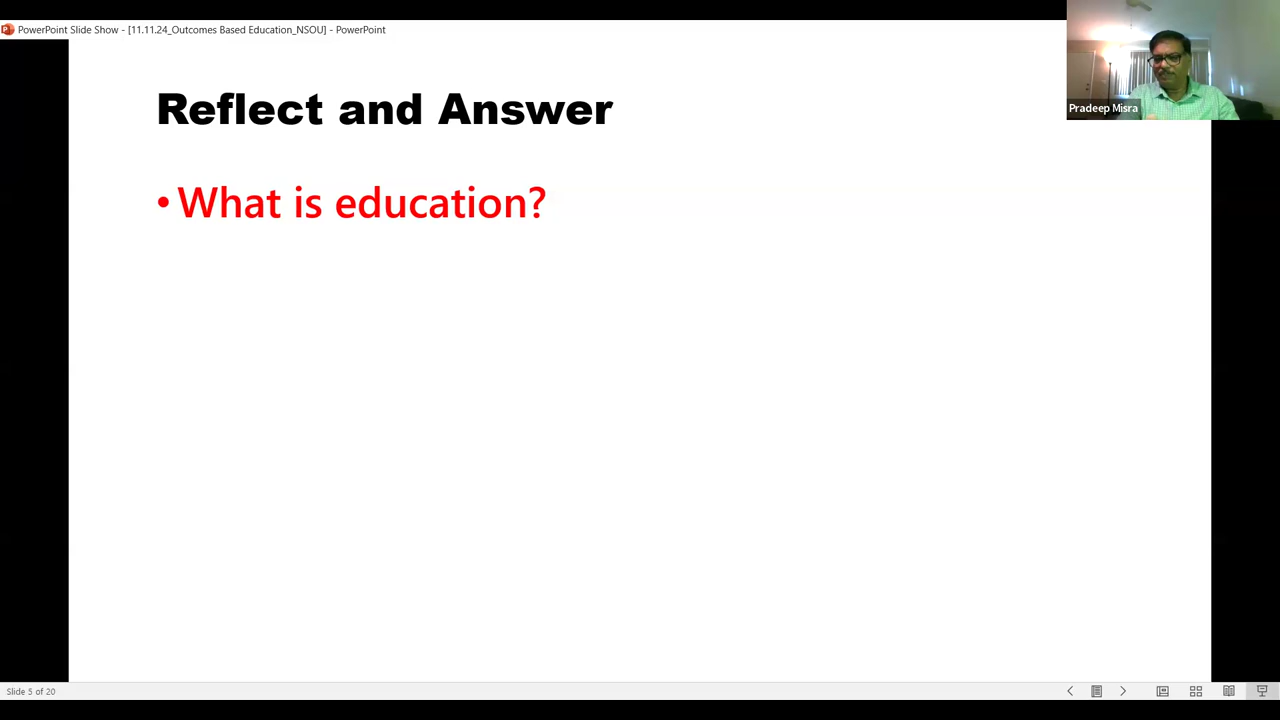 PowerPoint Slide Show - [11.11.24_Outcomes Based Education_NSOU] - PowerPoint
Pradeep Misra
Reflect and Answer
• What is education?
Slide 5 of 20